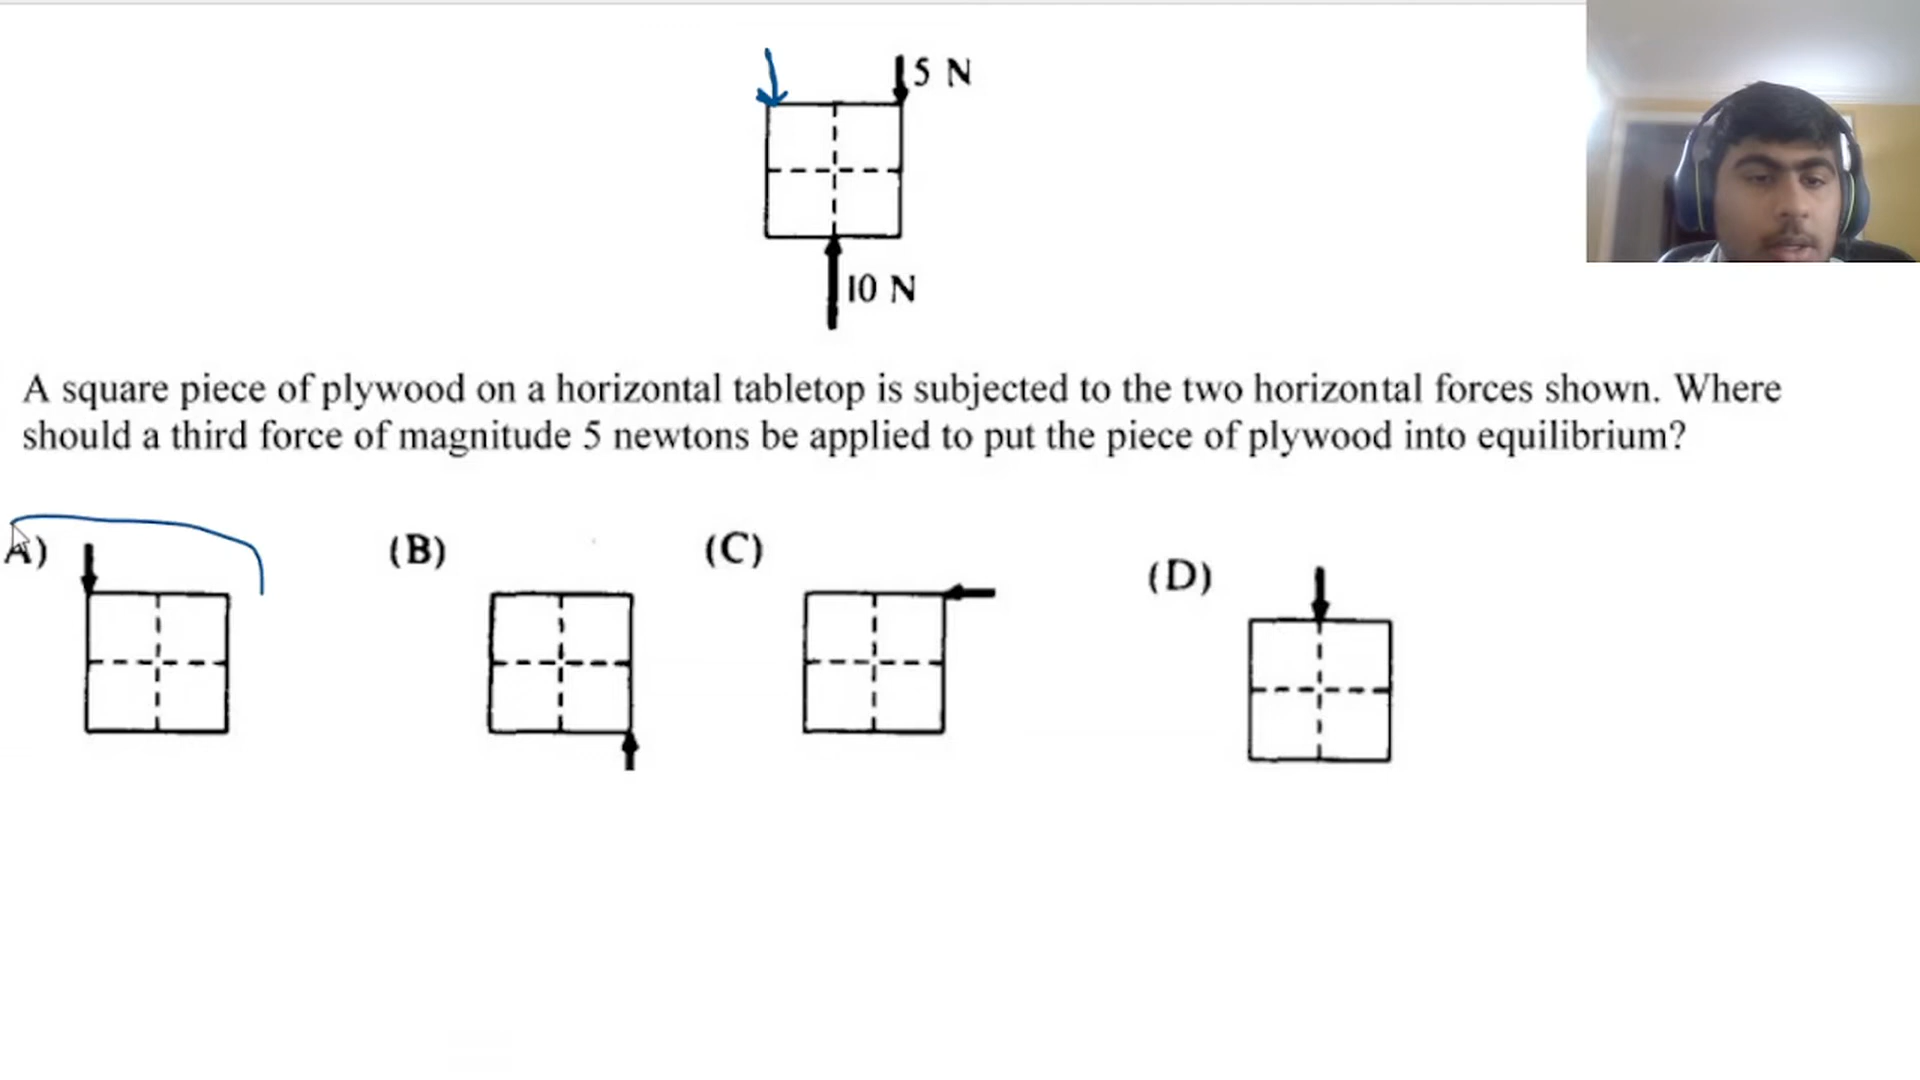 5 N
10 N
A square piece of plywood on a horizontal tabletop is subjected to the two horizontal forces shown. Where
should a third force of magnitude 5 newtons be applied to put the piece of plywood into equilibrium?
A)
(B)
(C)
(D)